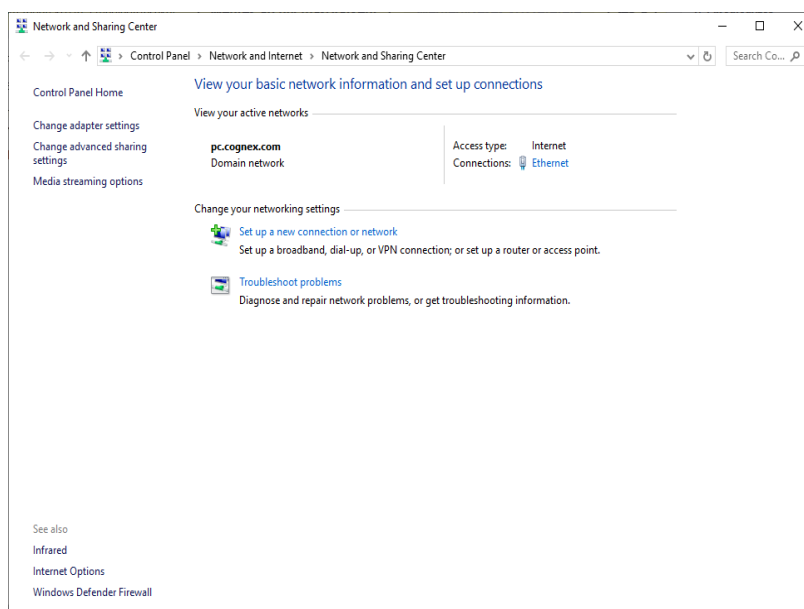 Network and Sharing Center
Control Panel > Network and Internet > Network and Sharing Center
Search Co...
Control Panel Home
Change adapter settings
Change advanced sharing
settings
Media streaming options
View your basic network information and set up connections
View your active networks
pc.cognex.com
Domain network
Access type: Internet
Connections: Ethernet
Change your networking settings
Set up a new connection or network
Set up a broadband, dial-up, or VPN connection; or set up a router or access point.
Troubleshoot problems
Diagnose and repair network problems, or get troubleshooting information.
See also
Infrared
Internet Options
Windows Defender Firewall